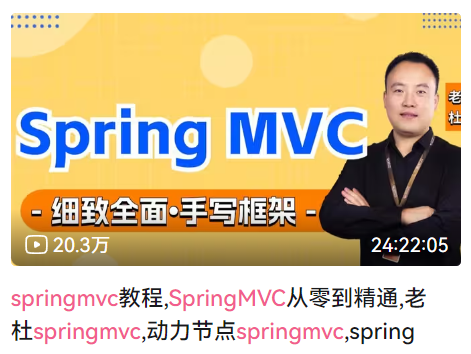 Spring MVC
老
杜
- 细致全面·手写框架 -
20.3万
24:22:05
springmvc教程,SpringMVC从零到精通,老
杜springmvc,动力节点springmvc,spring